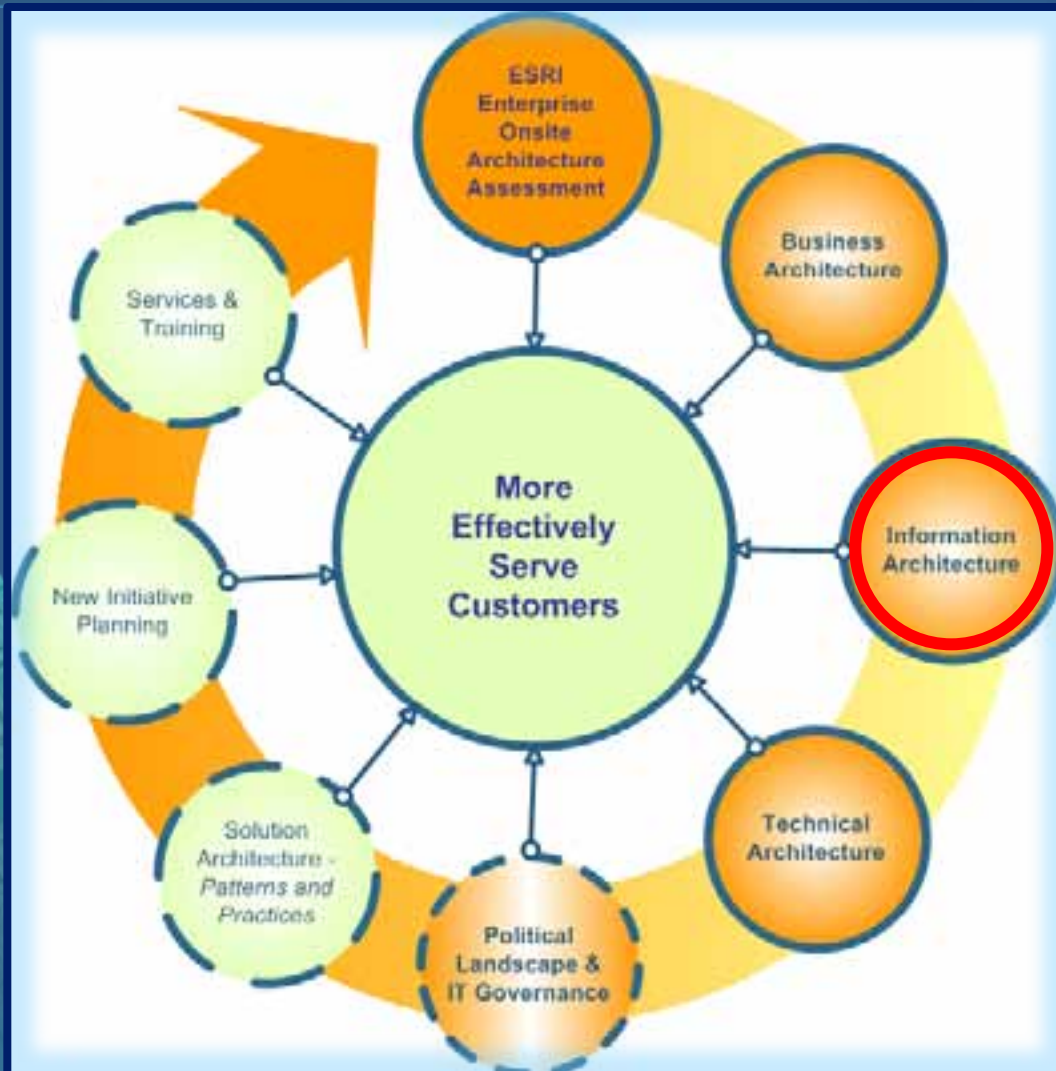 ESRI
Enterprise
Onsite
Architecture
Assessment
Business
Architecture
Information
Architecture
Technical
Architecture
Political
Landscape &
IT Governance
Solution
Architecture -
Patterns and
Practices
New Initiative
Planning
Services &
Training
More
Effectively
Serve
Customers